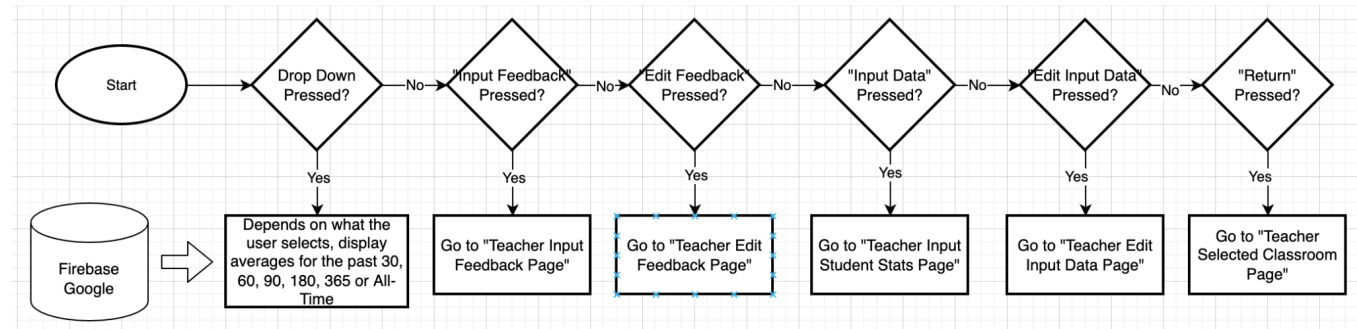 Start
Drop Down
Pressed?
No
"Input Feedback"
Pressed?
No
"Edit Feedback"
Pressed?
No
"Input Data"
Pressed?
No
"Edit Input Data"
Pressed?
No
"Return"
Pressed?
Yes
Yes
Yes
Yes
Yes
Yes
Firebase
Google
Depends on what the
user selects, display
averages for the past 30,
60, 90, 180, 365 or All-
Time
Go to "Teacher Input
Feedback Page"
Go to "Teacher Edit
Feedback Page"
Go to "Teacher Input
Student Stats Page"
Go to "Teacher Edit
Input Data Page"
Go to "Teacher
Selected Classroom
Page"